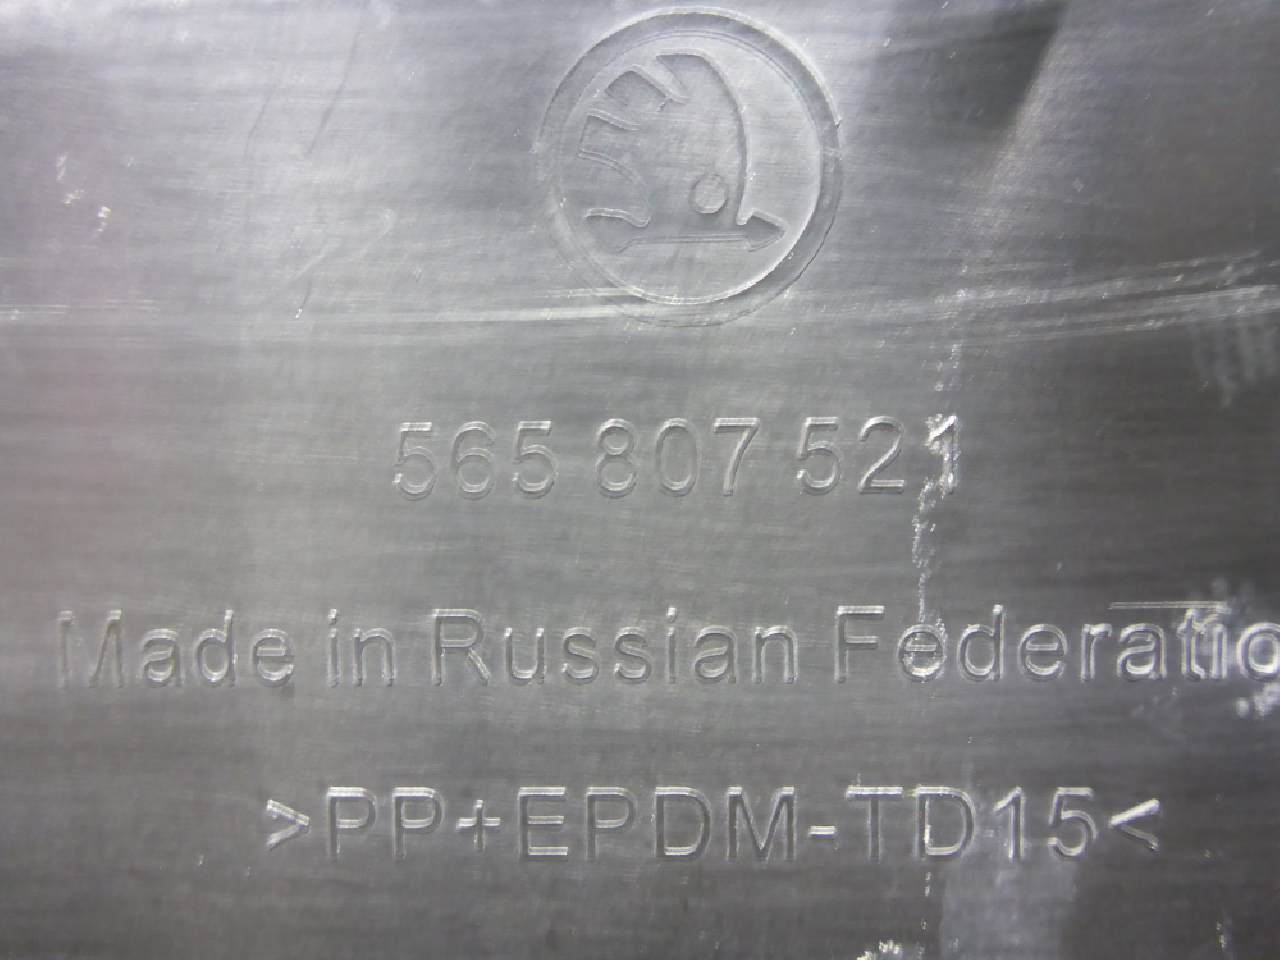 565 807 521
Made in Russian Federatio
>PP+EPDM-TD15<